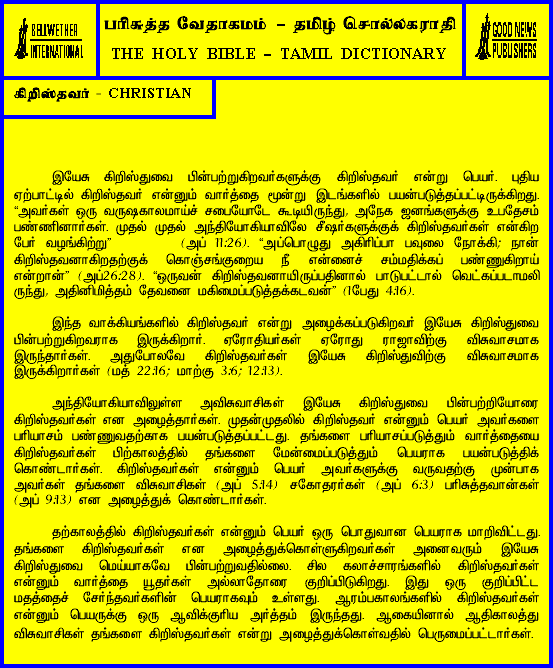 BELLWETHER
INTERNATIONAL
பரிசுத்த வேதாகமம் – தமிழ் சொல்லகராதி
THE HOLY BIBLE – TAMIL DICTIONARY
GOOD NEWS
PUBLISHERS
கிறிஸ்தவர் - CHRISTIAN
இயேசு கிறிஸ்துவை பின்பற்றுகிறவர்களுக்கு கிறிஸ்தவர் என்று பெயர். புதிய
ஏற்பாட்டில் கிறிஸ்தவர் என்னும் வார்த்தை மூன்று இடங்களில் பயன்படுத்தப்பட்டிருக்கிறது.
“அவர்கள் ஒரு வருஷகாலமாய்ச் சபையோடே கூடியிருந்து, அநேக ஜனங்களுக்கு உபதேசம்
பண்ணினார்கள். முதல் முதல் அந்தியோகியாவிலே சீஷர்களுக்குக் கிறிஸ்தவர்கள் என்கிற
பேர் வழங்கிற்று” (அப் 11:26). “அப்பொழுது அகிரிப்பா பவுலை நோக்கி; நான்
கிறிஸ்தவனாகிறதற்குக் கொஞ்சங்குறைய நீ என்னைச் சம்மதிக்கப் பண்ணுகிறாய்
என்றான்” (அப்26:28). “ஒருவன் கிறிஸ்தவனாயிருப்பதினால் பாடுபட்டால் வெட்கப்படாமலி
ருந்து, அதினிமித்தம் தேவனை மகிமைப்படுத்தக்கடவன்” (1பேது 4:16).
இந்த வாக்கியங்களில் கிறிஸ்தவர் என்று அழைக்கப்படுகிறவர் இயேசு கிறிஸ்துவை
பின்பற்றுகிறவராக இருக்கிறார். ஏரோதியர்கள் ஏரோது ராஜாவிற்கு விசுவாசமாக
இருந்தார்கள். அதுபோலவே கிறிஸ்தவர்கள் இயேசு கிறிஸ்துவிற்கு விசுவாசமாக
இருக்கிறார்கள் (மத் 22:16; மாற்கு 3:6; 12:13).
அந்தியோகியாவிலுள்ள அவிசுவாசிகள் இயேசு கிறிஸ்துவை பின்பற்றியோரை
கிறிஸ்தவர்கள் என அழைத்தார்கள். முதன்முதலில் கிறிஸ்தவர் என்னும் பெயர் அவர்களை
பரியாசம் பண்ணுவதற்காக பயன்படுத்தப்பட்டது. தங்களை பரியாசப்படுத்தும் வார்த்தையை
கிறிஸ்தவர்கள் பிற்காலத்தில் தங்களை மேன்மைப்படுத்தும் பெயராக பயன்படுத்திக்
கொண்டார்கள். கிறிஸ்தவர்கள் என்னும் பெயர் அவர்களுக்கு வருவதற்கு முன்பாக
அவர்கள் தங்களை விசுவாசிகள் (அப் 5:14) சகோதரர்கள் (அப் 6:3) பரிசுத்தவான்கள்
(அப் 9:13) என அழைத்துக் கொண்டார்கள்.
தற்காலத்தில் கிறிஸ்தவர்கள் என்னும் பெயர் ஒரு பொதுவான பெயராக மாறிவிட்டது.
தங்களை கிறிஸ்தவர்கள் என அழைத்துக்கொள்ளுகிறவர்கள் அனைவரும் இயேசு
கிறிஸ்துவை மெய்யாகவே பின்பற்றுவதில்லை. சில கலாச்சாரங்களில் கிறிஸ்தவர்கள்
என்னும் வார்த்தை யூதர்கள் அல்லாதோரை குறிப்பிடுகிறது. இது ஒரு குறிப்பிட்ட
மதத்தைச் சேர்ந்தவர்களின் பெயராகவும் உள்ளது. ஆரம்பகாலங்களில் கிறிஸ்தவர்கள்
என்னும் பெயருக்கு ஒரு ஆவிக்குரிய அர்த்தம் இருந்தது. ஆகையினால் ஆதிகாலத்து
விசுவாசிகள் தங்களை கிறிஸ்தவர்கள் என்று அழைத்துக்கொள்வதில் பெருமைப்பட்டார்கள்.